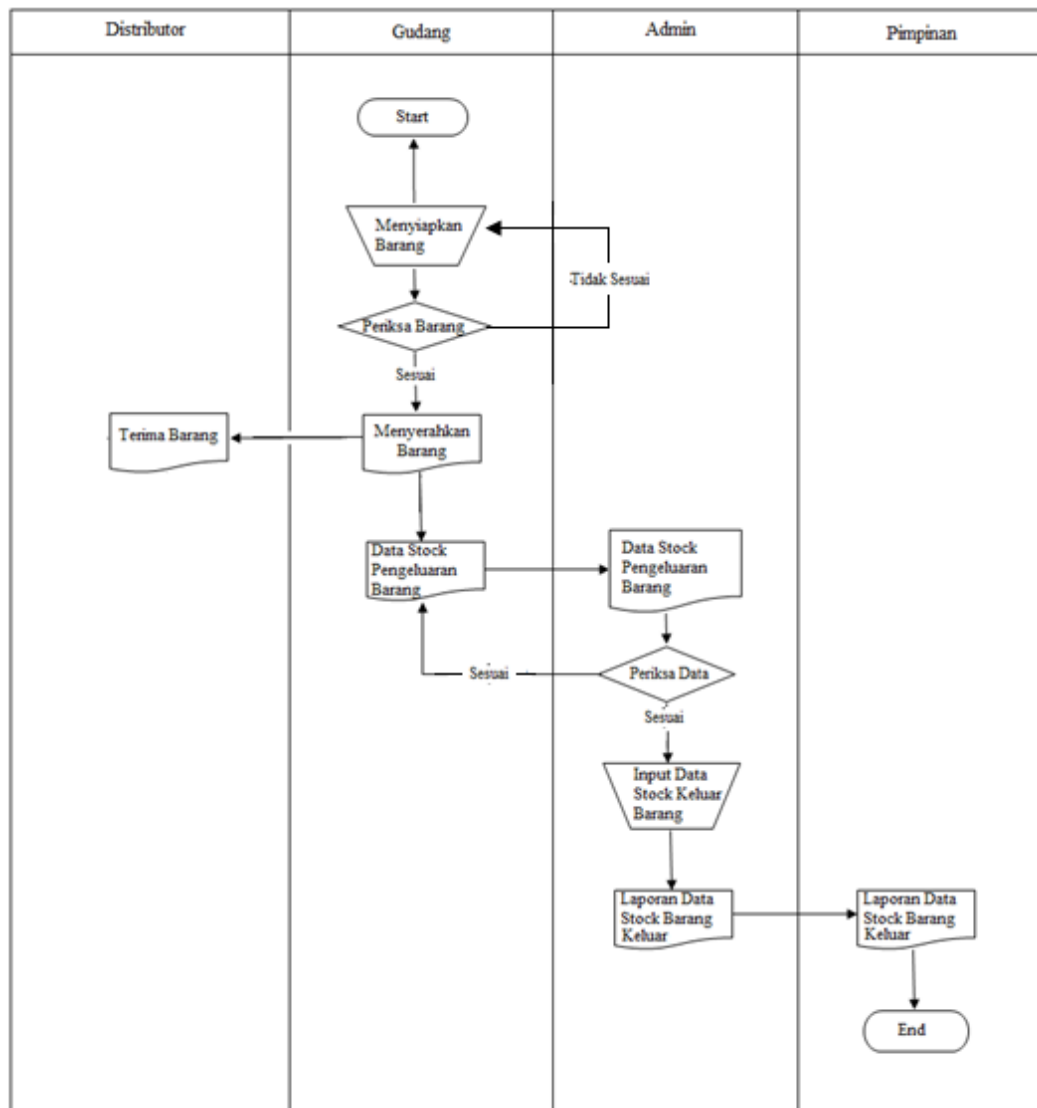 Distributor
Gudang
Admin
Pimpinan
Start
Menyiapkan
Barang
Tidak Sesuai
Periksa Barang
Sesuai
Terima Barang
Menyerahkan
Barang
Data Stock
Pengeluaran
Barang
Data Stock
Pengeluaran
Barang
Sesuai
Periksa Data
Sesuai
Input Data
Stock Keluar
Barang
Laporan Data
Stock Barang
Keluar
Laporan Data
Stock Barang
Keluar
End